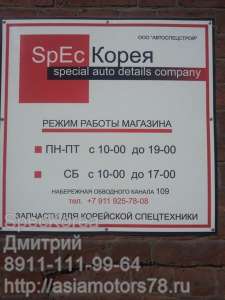 ООО "АВТОСПЕЦСТРОЙ"
SpEc Корея
special auto details company
РЕЖИМ РАБОТЫ МАГАЗИНА
ПН-ПТ с 10-00 до 19-00
СБ с 10-00 до 17-00
НАБЕРЕЖНАЯ ОБВОДНОГО КАНАЛА 109
тел. +7 911 925-78-08
SpecKorea
ЗАПЧАСТИ ДЛЯ КОРЕЙСКОЙ СПЕЦТЕХНИКИ
Дмитрий
8911-111-99-64
http://asiamotors78.ru